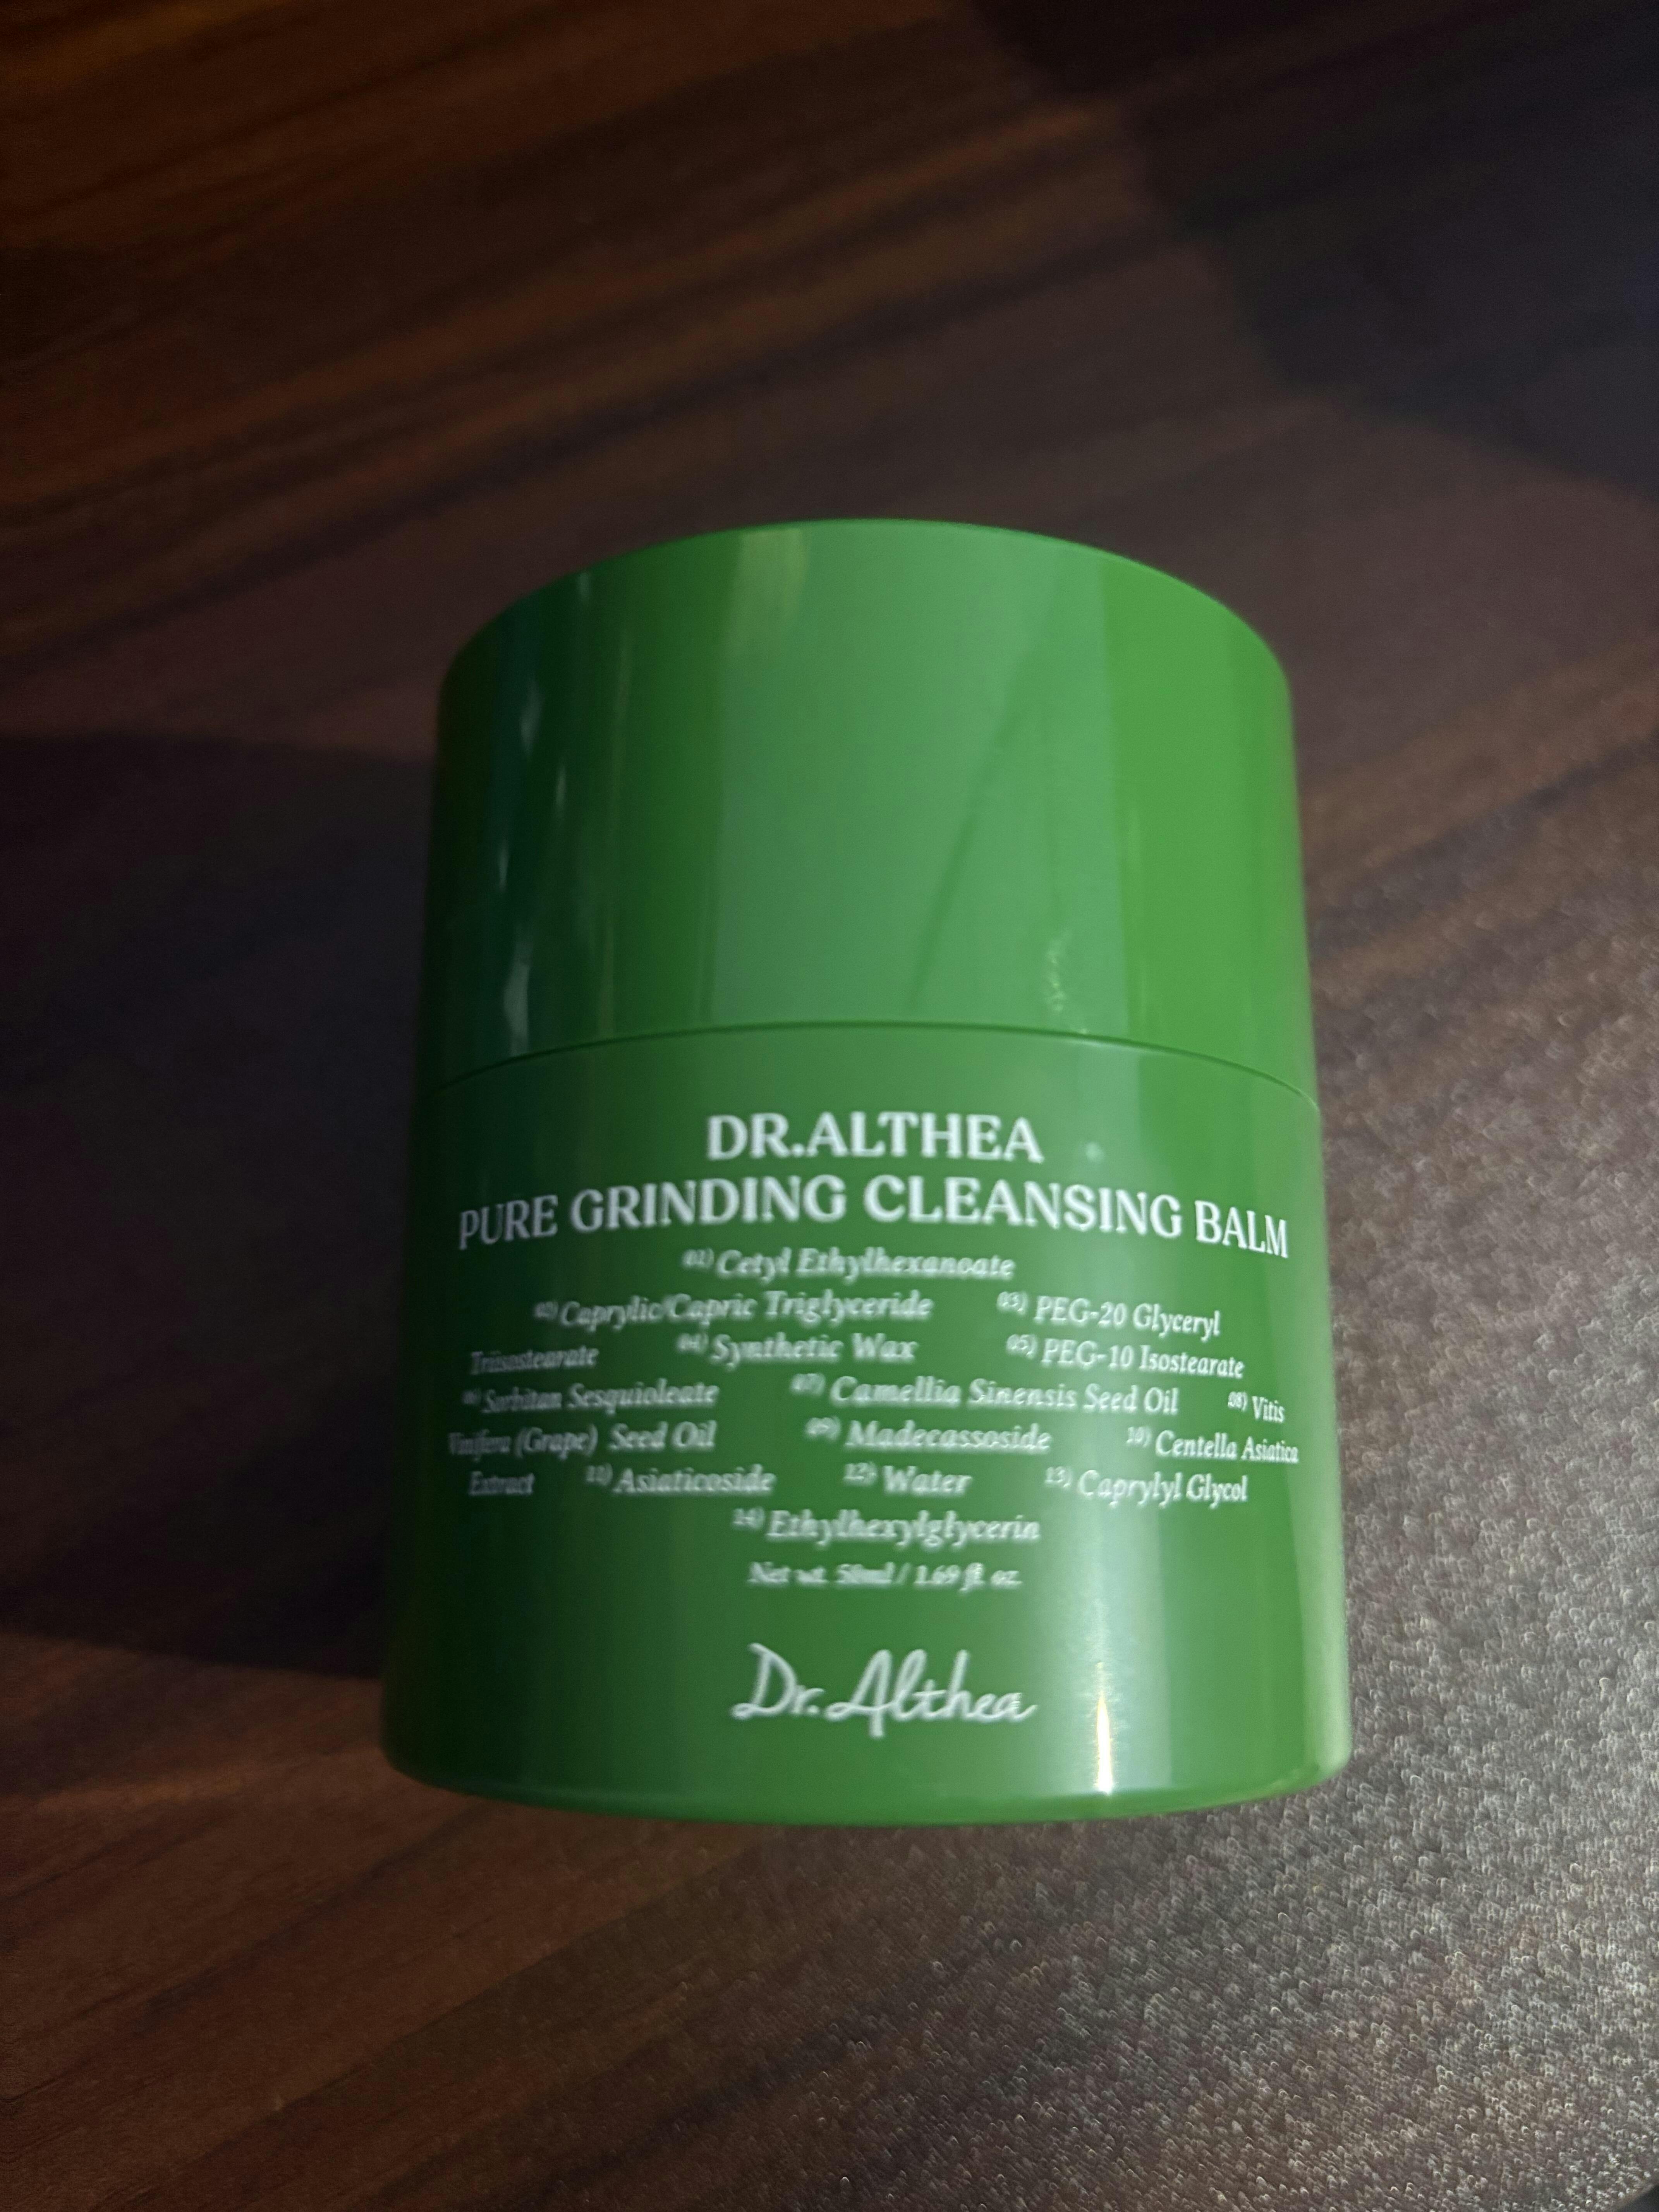 DR.ALTHEA
PURE GRINDING CLEANSING BALM
01) Cetyl Ethylhexanoate
02) Caprylic/Capric Triglyceride 03) PEG-20 Glyceryl
Triisostearate 04) Synthetic Wax 05) PEG-10 Isostearate
06) Sorbitan Sesquioleate 07) Camellia Sinensis Seed Oil 08) Vitis
Vinifera (Grape) Seed Oil 09) Madecassoside 10) Centella Asiatica
Extract 11) Asiaticoside 12) Water 13) Caprylyl Glycol
14) Ethylhexylglycerin
Net wt. 50ml / 1.69 fl. oz.
Dr. Althea